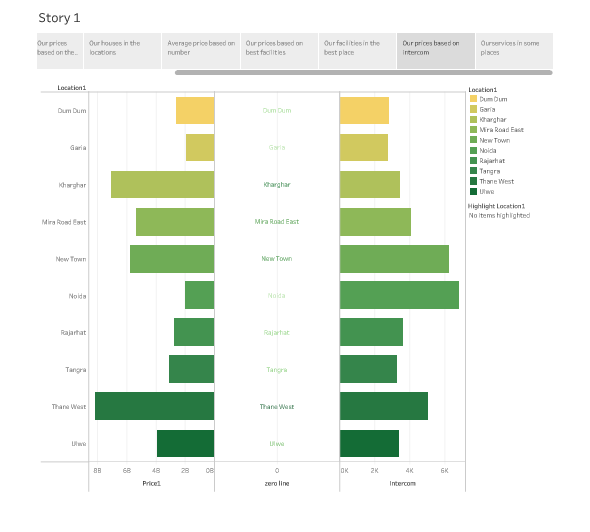 Story 1
Our prices
based on the..
Our houses in the
locations
Average price based on
number
Our prices based on
best facilities
Our facilities in the
best place
Our prices based on
Intercom
Ourservices in some
places
Location1
Dum Dum
Garia
Kharghar
Mira Road East
New Town
Noida
Rajarhat
Tangra
Thane West
Ulwe
Dum Dum
Garia
Kharghar
Mira Road East
New Town
Noida
Rajarhat
Tangra
Thane West
Ulwe
8B 6B 4B 2B 0B
Price1
0
zero line
0K 2K 4K 6K
Intercom
Location1
Dum Dum
Garia
Kharghar
Mira Road East
New Town
Noida
Rajarhat
Tangra
Thane West
Ulwe
Highlight Location1
No items highlighted